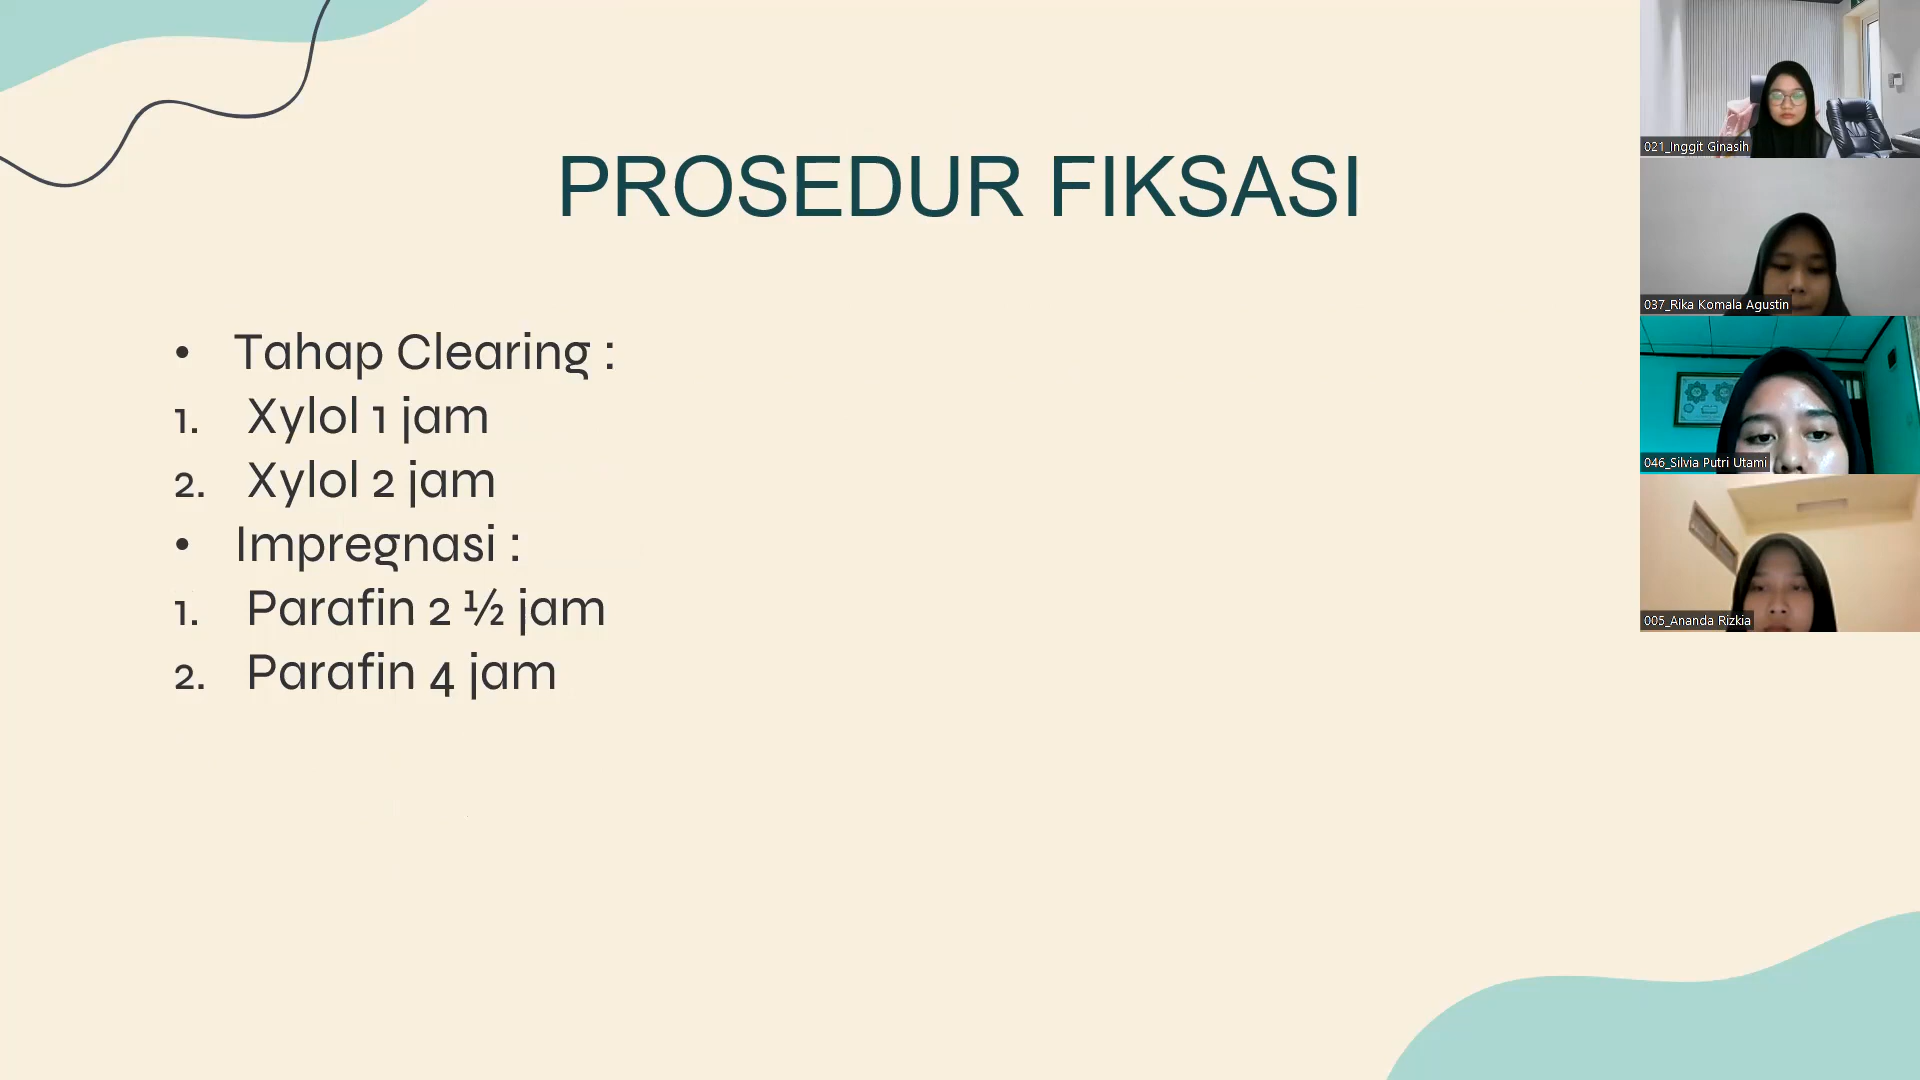 PROSEDUR FIKSASI
• Tahap Clearing :
1. Xylol 1 jam
2. Xylol 2 jam
• Impregnasi :
1. Parafin 2 ½ jam
2. Parafin 4 jam
021_Inggit Ginasih
037_Rika Komala Agustin
046_Silvia Putri Utami
005_Ananda Rizkia